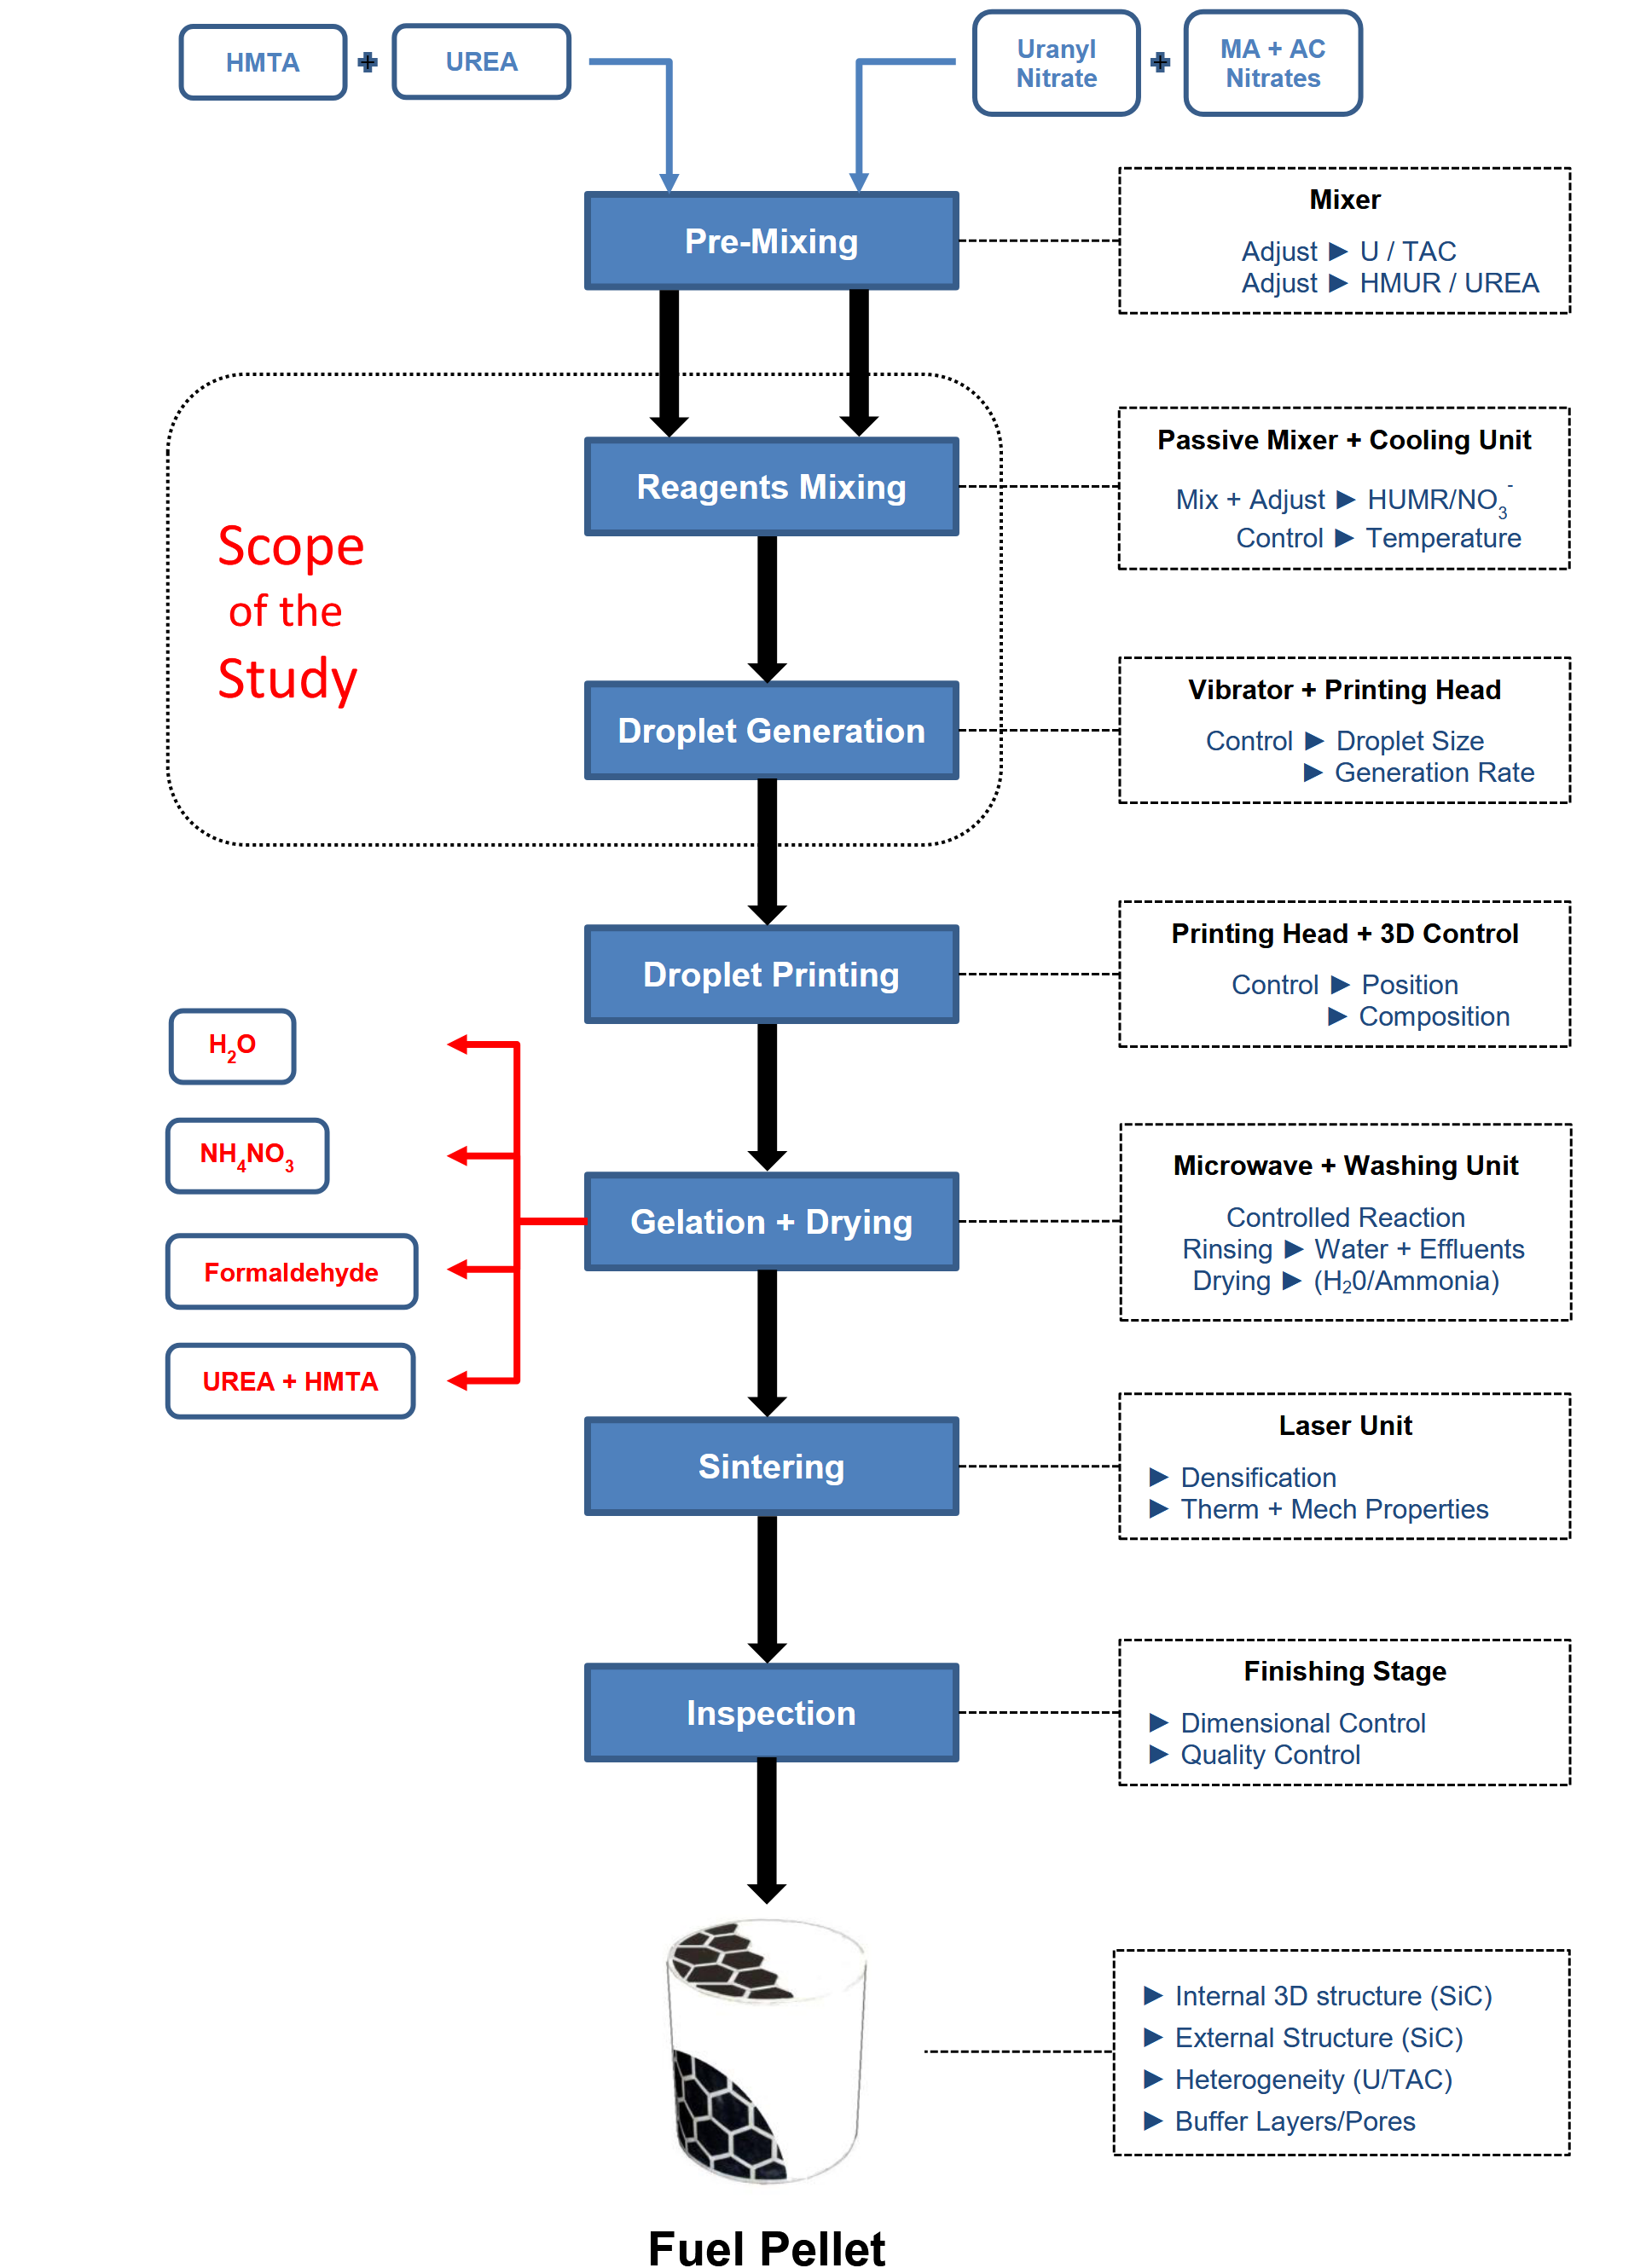 HMTA
+
UREA
Uranyl
Nitrate
+
MA + AC
Nitrates
Pre-Mixing
Mixer
Adjust ► U / TAC
Adjust ► HMUR / UREA
Scope
of the
Study
Reagents Mixing
Passive Mixer + Cooling Unit
Mix + Adjust ► HUMR/NO₃⁻
Control ► Temperature
Droplet Generation
Vibrator + Printing Head
Control ► Droplet Size
► Generation Rate
Droplet Printing
Printing Head + 3D Control
Control ► Position
► Composition
H₂O
NH₄NO₃
Formaldehyde
UREA + HMTA
Gelation + Drying
Microwave + Washing Unit
Controlled Reaction
Rinsing ► Water + Effluents
Drying ► (H₂0/Ammonia)
Sintering
Laser Unit
► Densification
► Therm + Mech Properties
Inspection
Finishing Stage
► Dimensional Control
► Quality Control
► Internal 3D structure (SiC)
► External Structure (SiC)
► Heterogeneity (U/TAC)
► Buffer Layers/Pores
Fuel Pellet